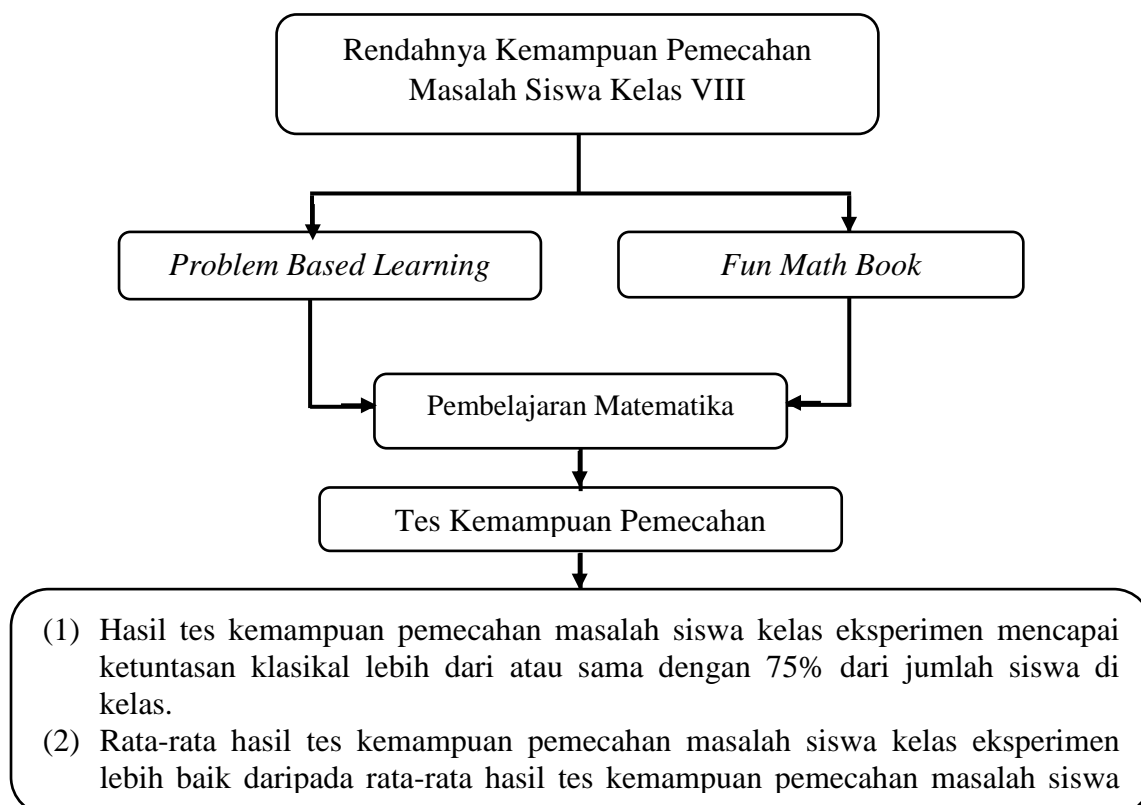 Rendahnya Kemampuan Pemecahan
Masalah Siswa Kelas VIII
Problem Based Learning
Fun Math Book
Pembelajaran Matematika
Tes Kemampuan Pemecahan
(1) Hasil tes kemampuan pemecahan masalah siswa kelas eksperimen mencapai
ketuntasan klasikal lebih dari atau sama dengan 75% dari jumlah siswa di
kelas.
(2) Rata-rata hasil tes kemampuan pemecahan masalah siswa kelas eksperimen
lebih baik daripada rata-rata hasil tes kemampuan pemecahan masalah siswa